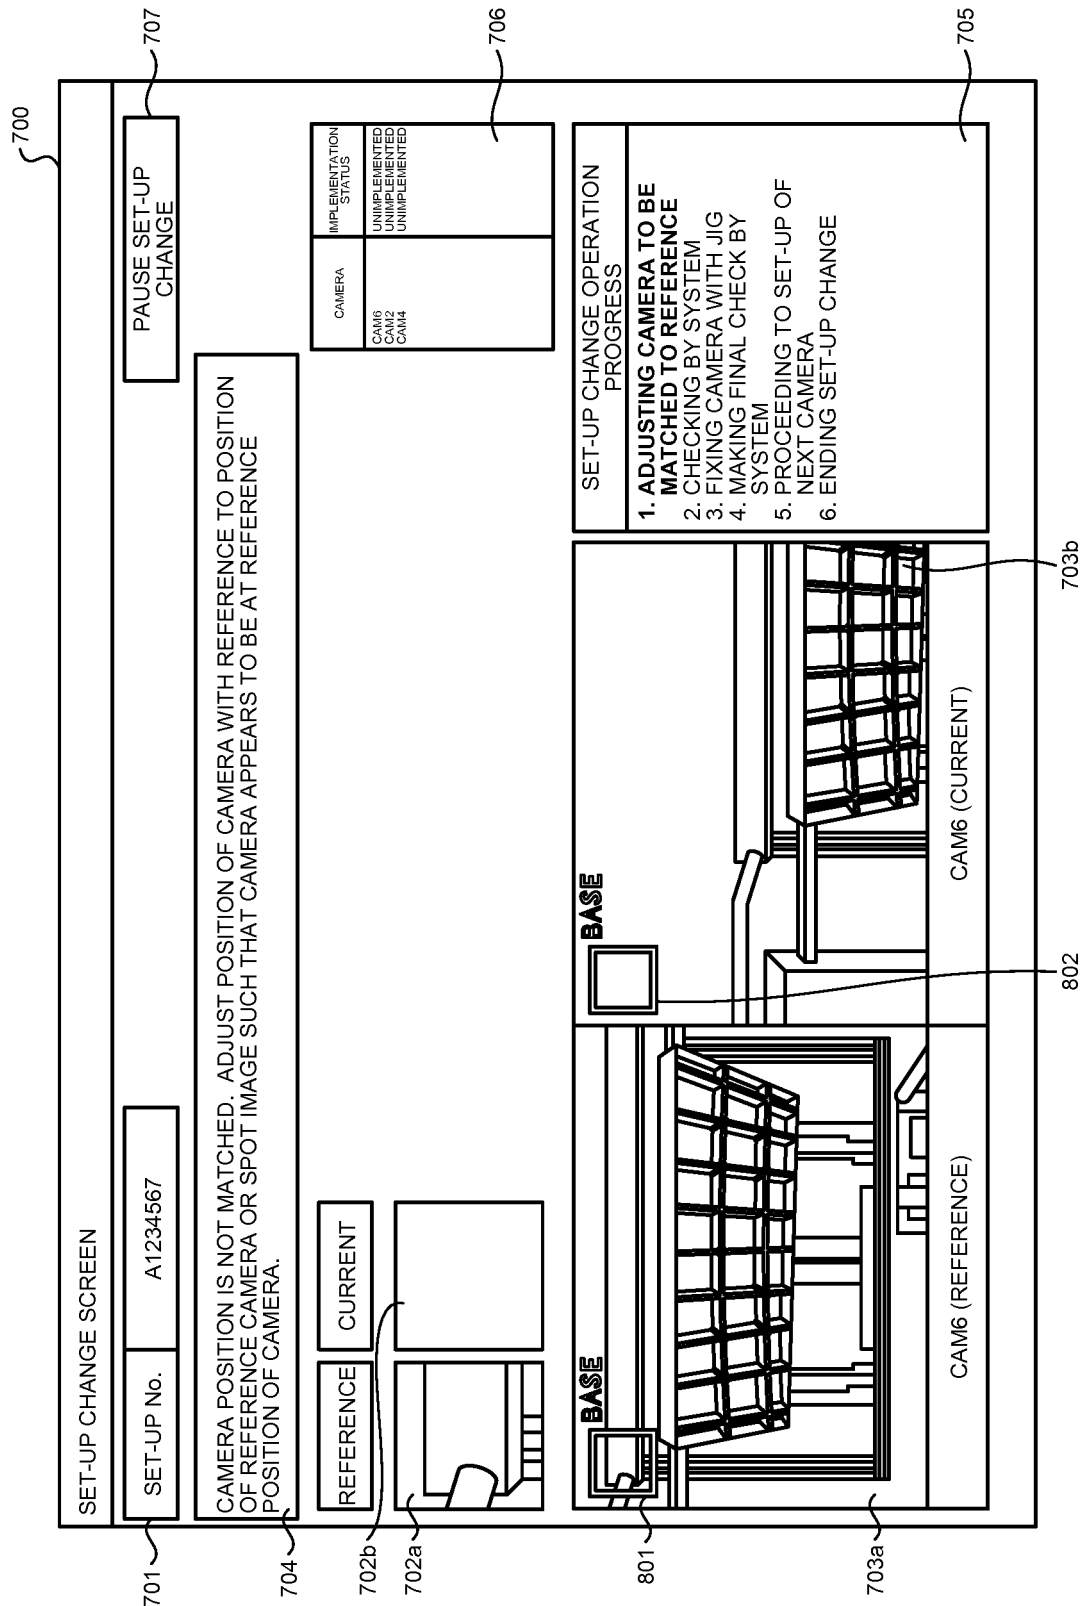 700
SET-UP CHANGE SCREEN
701
SET-UP No.
A1234567
PAUSE SET-UP
CHANGE
707
704
CAMERA POSITION IS NOT MATCHED. ADJUST POSITION OF CAMERA WITH REFERENCE TO POSITION
OF REFERENCE CAMERA OR SPOT IMAGE SUCH THAT CAMERA APPEARS TO BE AT REFERENCE
POSITION OF CAMERA.
702b
702a
REFERENCE
CURRENT
CAMERA
IMPLEMENTATION
STATUS
CAM6 UNIMPLEMENTED
CAM2 UNIMPLEMENTED
CAM4 UNIMPLEMENTED
706
801
703a
BASE
CAM6 (REFERENCE)
BASE
CAM6 (CURRENT)
802
703b
SET-UP CHANGE OPERATION
PROGRESS
1. ADJUSTING CAMERA TO BE
MATCHED TO REFERENCE
2. CHECKING BY SYSTEM
3. FIXING CAMERA WITH JIG
4. MAKING FINAL CHECK BY
SYSTEM
5. PROCEEDING TO SET-UP OF
NEXT CAMERA
6. ENDING SET-UP CHANGE
705